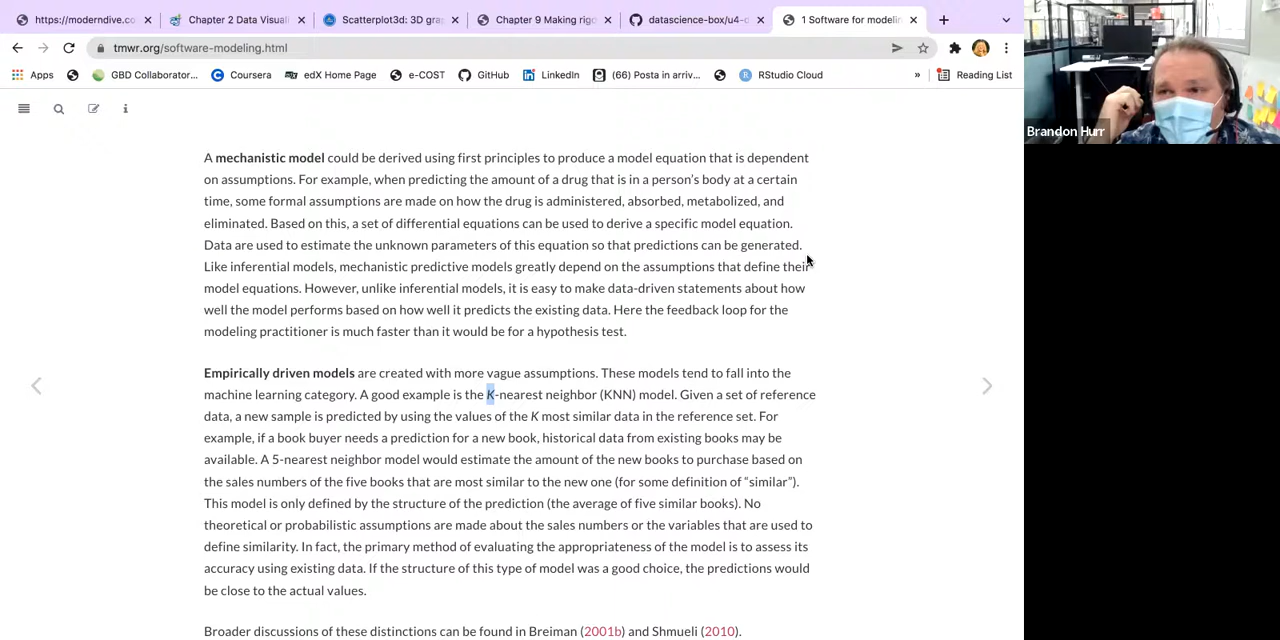 https://moderndive.co
Chapter 2 Data Visuali
Scatterplot3d: 3D gra
Chapter 9 Making rigo
datascience-box/u4-
1 Software for modelin
tmwr.org/software-modeling.html
Apps
GBD Collaborator...
Coursera
edX Home Page
e-COST
GitHub
LinkedIn
(66) Posta in arriv...
RStudio Cloud
»
Reading List
Brandon Hurr
A mechanistic model could be derived using first principles to produce a model equation that is dependent
on assumptions. For example, when predicting the amount of a drug that is in a person's body at a certain
time, some formal assumptions are made on how the drug is administered, absorbed, metabolized, and
eliminated. Based on this, a set of differential equations can be used to derive a specific model equation.
Data are used to estimate the unknown parameters of this equation so that predictions can be generated.
Like inferential models, mechanistic predictive models greatly depend on the assumptions that define their
model equations. However, unlike inferential models, it is easy to make data-driven statements about how
well the model performs based on how well it predicts the existing data. Here the feedback loop for the
modeling practitioner is much faster than it would be for a hypothesis test.
Empirically driven models are created with more vague assumptions. These models tend to fall into the
machine learning category. A good example is the K-nearest neighbor (KNN) model. Given a set of reference
data, a new sample is predicted by using the values of the K most similar data in the reference set. For
example, if a book buyer needs a prediction for a new book, historical data from existing books may be
available. A 5-nearest neighbor model would estimate the amount of the new books to purchase based on
the sales numbers of the five books that are most similar to the new one (for some definition of “similar”).
This model is only defined by the structure of the prediction (the average of five similar books). No
theoretical or probabilistic assumptions are made about the sales numbers or the variables that are used to
define similarity. In fact, the primary method of evaluating the appropriateness of the model is to assess its
accuracy using existing data. If the structure of this type of model was a good choice, the predictions would
be close to the actual values.
Broader discussions of these distinctions can be found in Breiman (2001b) and Shmueli (2010).